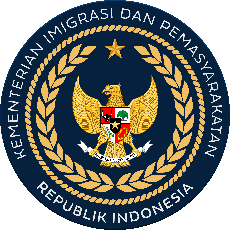 KEMENTERIAN IMIGRASI DAN PEMASYARAKATAN
REPUBLIK INDONESIA